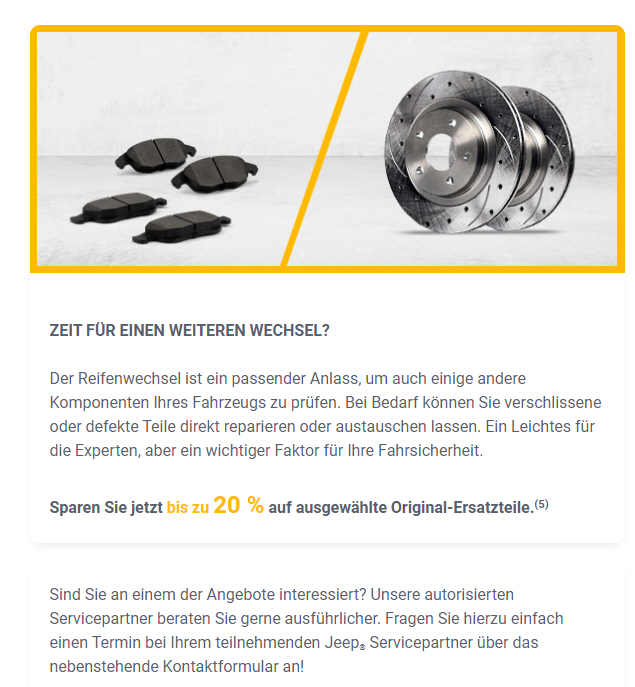 ZEIT FÜR EINEN WEITEREN WECHSEL?
Der Reifenwechsel ist ein passender Anlass, um auch einige andere
Komponenten Ihres Fahrzeugs zu prüfen. Bei Bedarf können Sie verschlissene
oder defekte Teile direkt reparieren oder austauschen lassen. Ein Leichtes für
die Experten, aber ein wichtiger Faktor für Ihre Fahrsicherheit.
Sparen Sie jetzt bis zu 20 % auf ausgewählte Original-Ersatzteile.(5)
Sind Sie an einem der Angebote interessiert? Unsere autorisierten
Servicepartner beraten Sie gerne ausführlicher. Fragen Sie hierzu einfach
einen Termin bei Ihrem teilnehmenden Jeep® Servicepartner über das
nebenstehende Kontaktformular an!